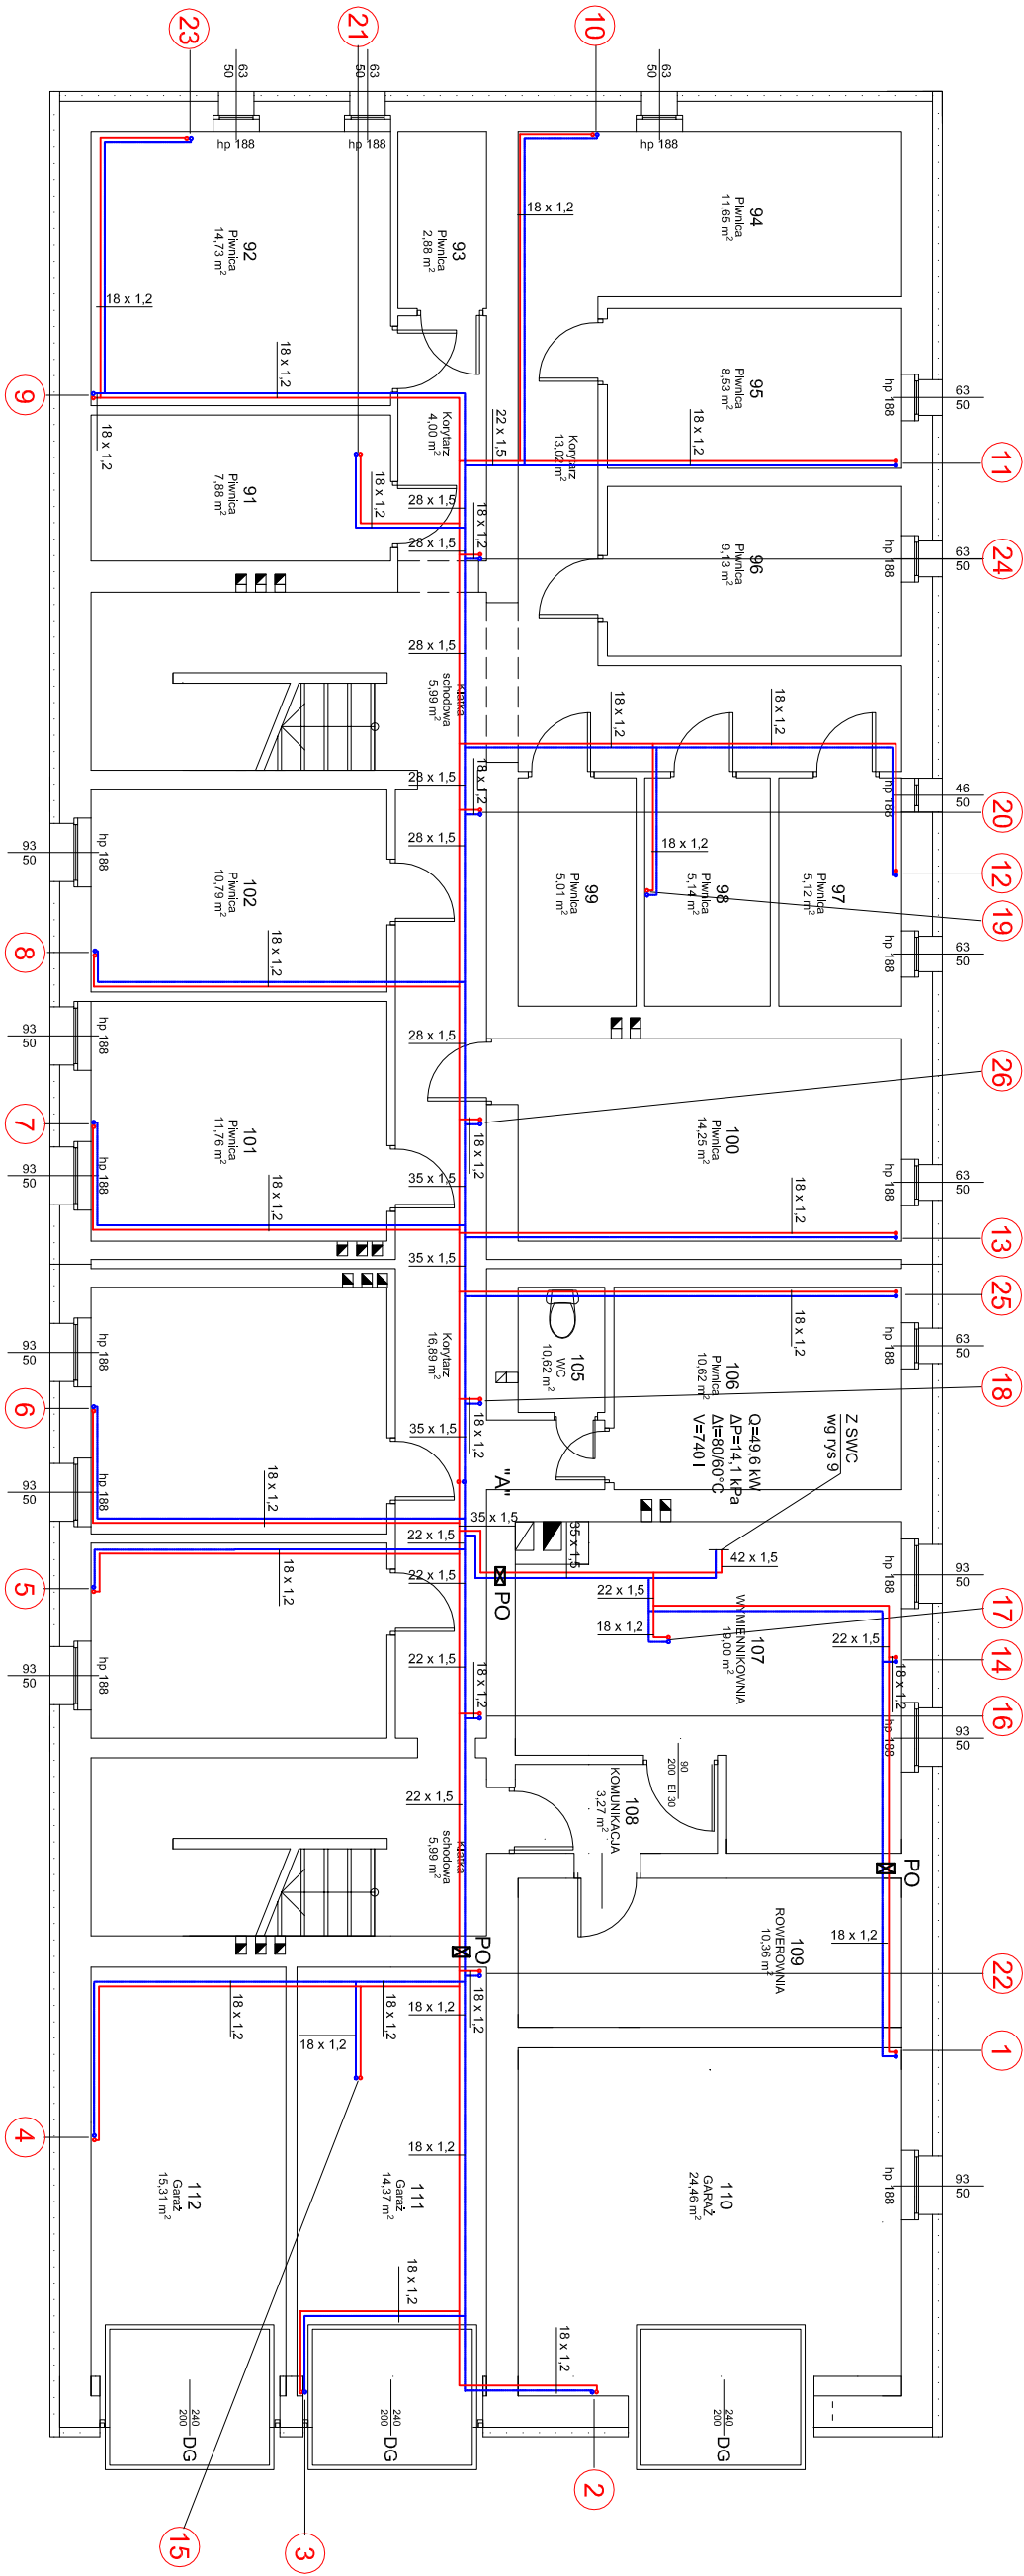 23
21
10
63
50
63
50
63
50
hp 188
hp 188
hp 188
18 x 1,2
94
Piwnica
11,65 m²
93
Piwnica
2,88 m²
92
Piwnica
14,73 m²
18 x 1,2
18 x 1,2
95
Piwnica
8,53 m²
hp 188
63
50
9
18 x 1,2
Korytarz
4,00 m²
22 x 1,5
Korytarz
13,02 m²
18 x 1,2
11
91
Piwnica
7,88 m²
18 x 1,2
28 x 1,5
18 x 1,2
28 x 1,5
96
Piwnica
9,13 m²
hp 188
63
50
24
28 x 1,5
Klatka
schodowa
5,99 m²
18 x 1,2
18 x 1,2
28 x 1,5
18 x 1,2
hp 188
46
50
20
28 x 1,5
18 x 1,2
12
93
50
hp 188
102
Piwnica
10,79 m²
99
Piwnica
5,01 m²
98
Piwnica
5,14 m²
97
Piwnica
5,12 m²
19
8
18 x 1,2
hp 188
63
50
93
50
hp 188
28 x 1,5
26
7
101
Piwnica
11,76 m²
18 x 1,2
100
Piwnica
14,25 m²
93
50
hp 188
18 x 1,2
35 x 1,5
18 x 1,2
hp 188
63
50
13
35 x 1,5
25
93
50
hp 188
Korytarz
16,89 m²
105
WC
10,62 m²
106
Piwnica
10,62 m²
18 x 1,2
hp 188
63
50
18
6
18 x 1,2
35 x 1,5
Q=49,6 kW
ΔP=14,1 kPa
Δt=80/60°C
V=740 l
Z SWC
wg rys 9
93
50
hp 188
18 x 1,2
"A"
35 x 1,5
22 x 1,5
35 x 1,5
42 x 1,5
5
18 x 1,2
22 x 1,5
PO
22 x 1,5
hp 188
93
50
17
18 x 1,2
107
WYMIENNIKOWNIA
19,00 m²
22 x 1,5
14
93
50
hp 188
22 x 1,5
18 x 1,2
18 x 1,2
16
hp 188
93
50
22 x 1,5
90
200
EI 30
108
KOMUNIKACJA
3,27 m²
Klatka
schodowa
5,99 m²
PO
PO
109
ROWEROWNIA
10,36 m²
18 x 1,2
22
18 x 1,2
18 x 1,2
18 x 1,2
18 x 1,2
18 x 1,2
1
4
18 x 1,2
112
Garaż
15,31 m²
111
Garaż
14,37 m²
110
GARAŻ
24,46 m²
hp 188
93
50
18 x 1,2
18 x 1,2
240
200
DG
240
200
DG
240
200
DG
2
15
3